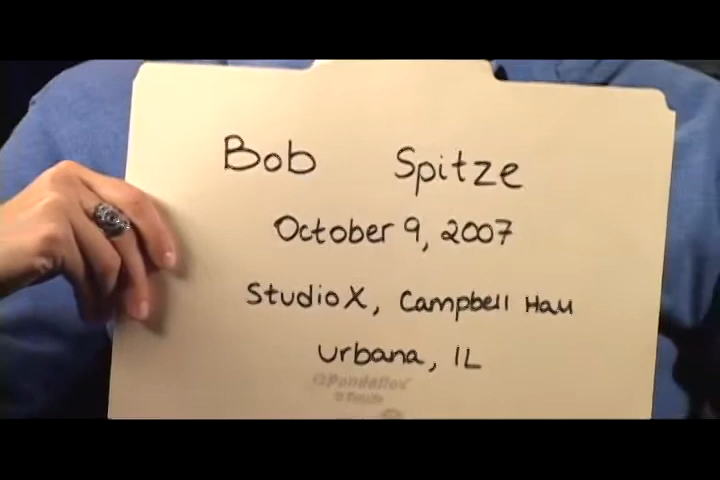 Bob Spitze
October 9, 2007
Studio X, Campbell Hall
Urbana, IL